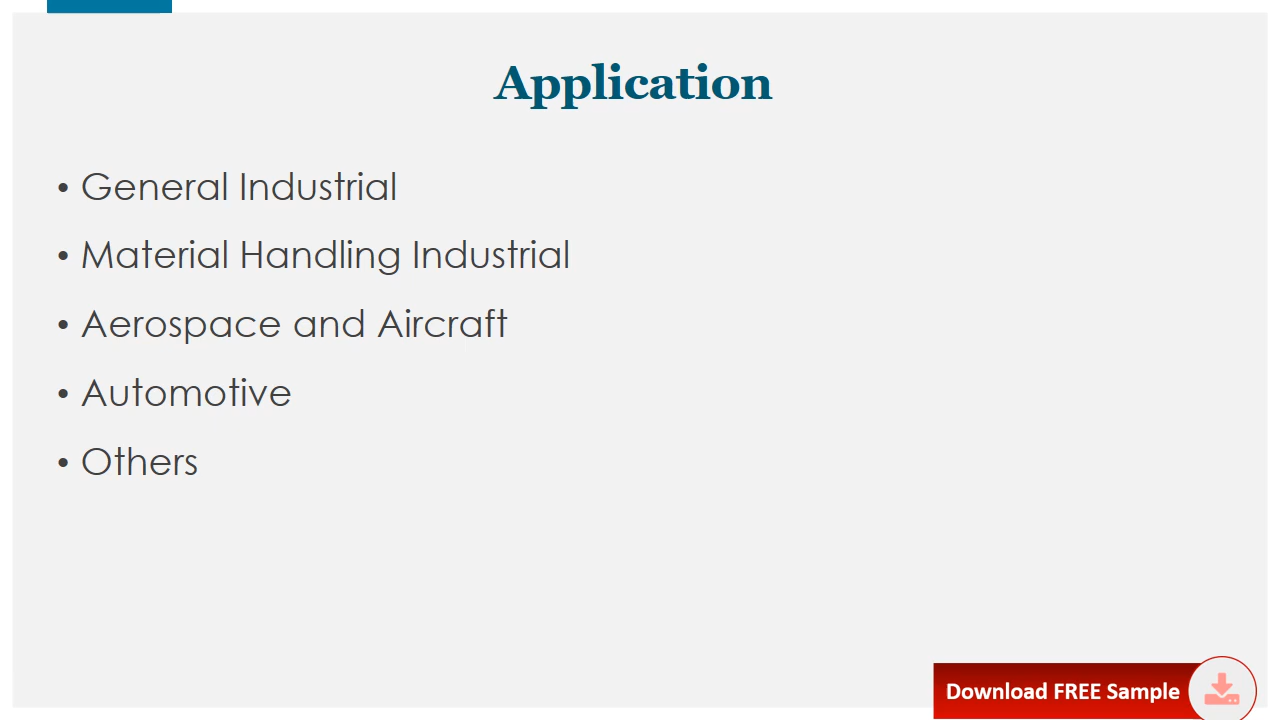 Application
• General Industrial
• Material Handling Industrial
• Aerospace and Aircraft
• Automotive
• Others
Download FREE Sample